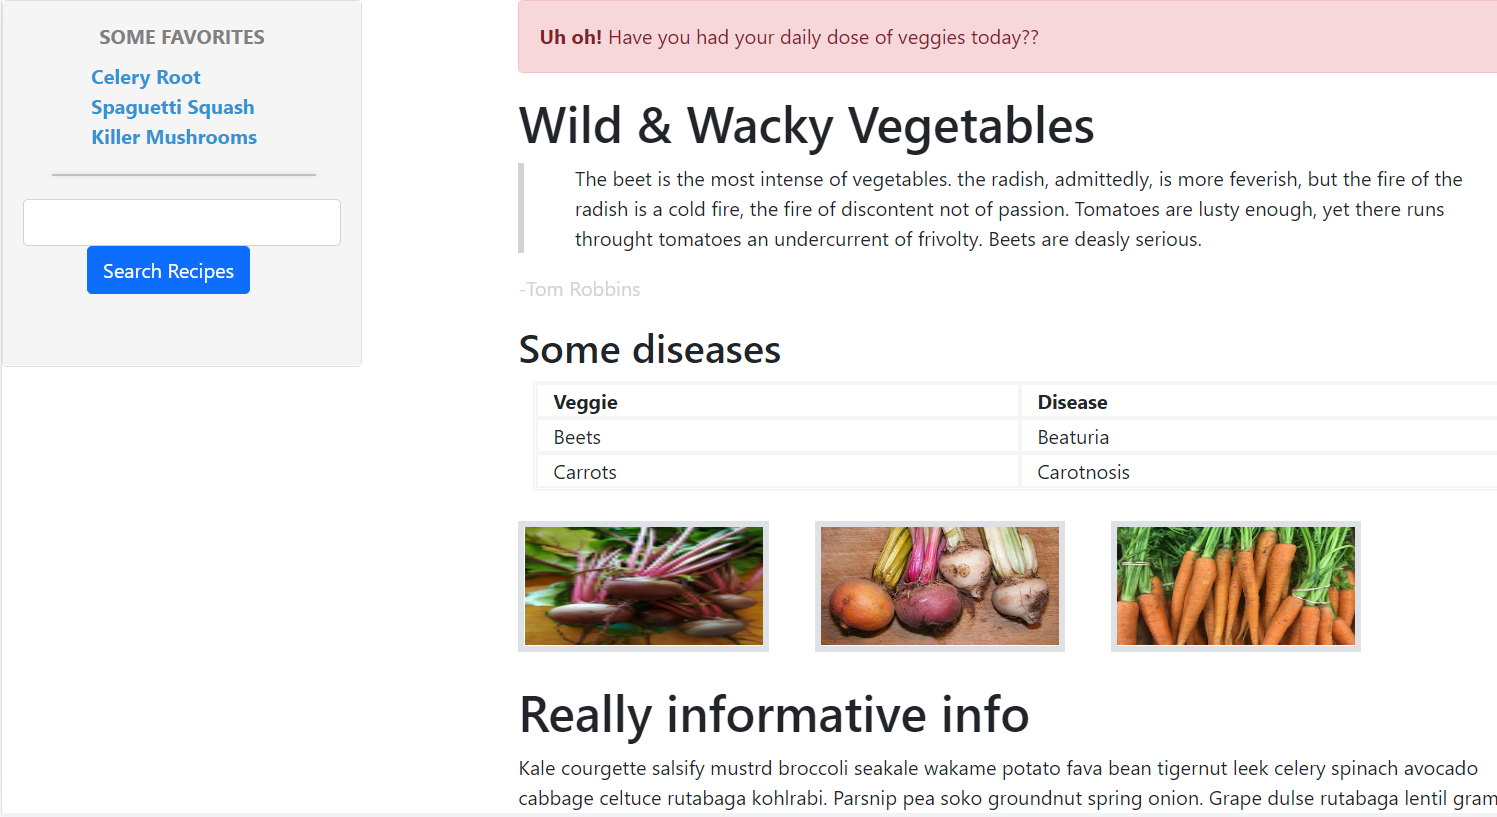 SOME FAVORITES
Celery Root
Spaguetti Squash
Killer Mushrooms
Search Recipes
Uh oh! Have you had your daily dose of veggies today??
Wild & Wacky Vegetables
The beet is the most intense of vegetables. the radish, admittedly, is more feverish, but the fire of the
radish is a cold fire, the fire of discontent not of passion. Tomatoes are lusty enough, yet there runs
throught tomatoes an undercurrent of frivolty. Beets are deasly serious.
-Tom Robbins
Some diseases
Veggie Disease
Beets Beaturia
Carrots Carotnosis
Really informative info
Kale courgette salsify mustrd broccoli seakale wakame potato fava bean tigernut leek celery spinach avocado
cabbage celtuce rutabaga kohlrabi. Parsnip pea soko groundnut spring onion. Grape dulse rutabaga lentil gram